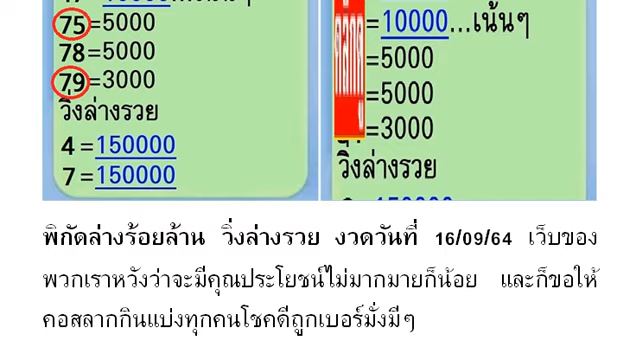 75=5000
78=5000
79=3000
วิ่งล่างรวย
4=150000
7=150000
=10000...เน้นๆ
=5000
=5000
=3000
วิ่งล่างรวย
พิกัดล่างร้อยล้าน วิ่งล่างรวย งวดวันที่ 16/09/64 เว็บของ
พวกเราหวังว่าจะมีคุณประโยชน์ไม่มากมายก็น้อย และก็ขอให้
คอสลากกินแบ่งทุกคนโชคดีถูกเบอร์มั่งมีๆ